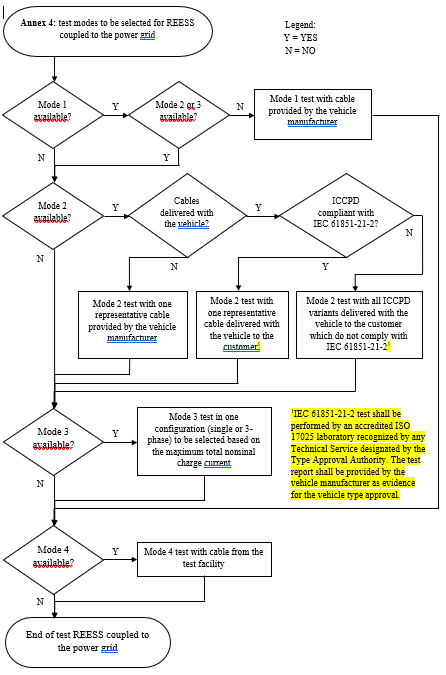 Annex 4: test modes to be selected for REESS
coupled to the power grid
Legend:
Y = YES
N = NO
Mode 1
available?
Y
Mode 2 or 3
available?
N
Mode 1 test with cable
provided by the vehicle
manufacturer
N
Y
Mode 2
available?
Y
Cables
delivered with
the vehicle?
Y
ICCPD
compliant with
IEC 61851-21-2?
N
N
N
Y
Mode 2 test with one
representative cable
provided by the vehicle
manufacturer
Mode 2 test with
one representative
cable delivered with
the vehicle to the
customer¹
Mode 2 test with all ICCPD
variants delivered with the
vehicle to the customer
which do not comply with
IEC 61851-21-2¹
Mode 3
available?
Y
Mode 3 test in one
configuration (single or 3-
phase) to be selected based on
the maximum total nominal
charge current
¹IEC 61851-21-2 test shall be
performed by an accredited ISO
17025 laboratory recognized by any
Technical Service designated by the
Type Approval Authority. The test
report shall be provided by the
vehicle manufacturer as evidence
for the vehicle type approval.
N
Mode 4
available?
Y
Mode 4 test with cable from the
test facility
N
End of test REESS coupled to
the power grid